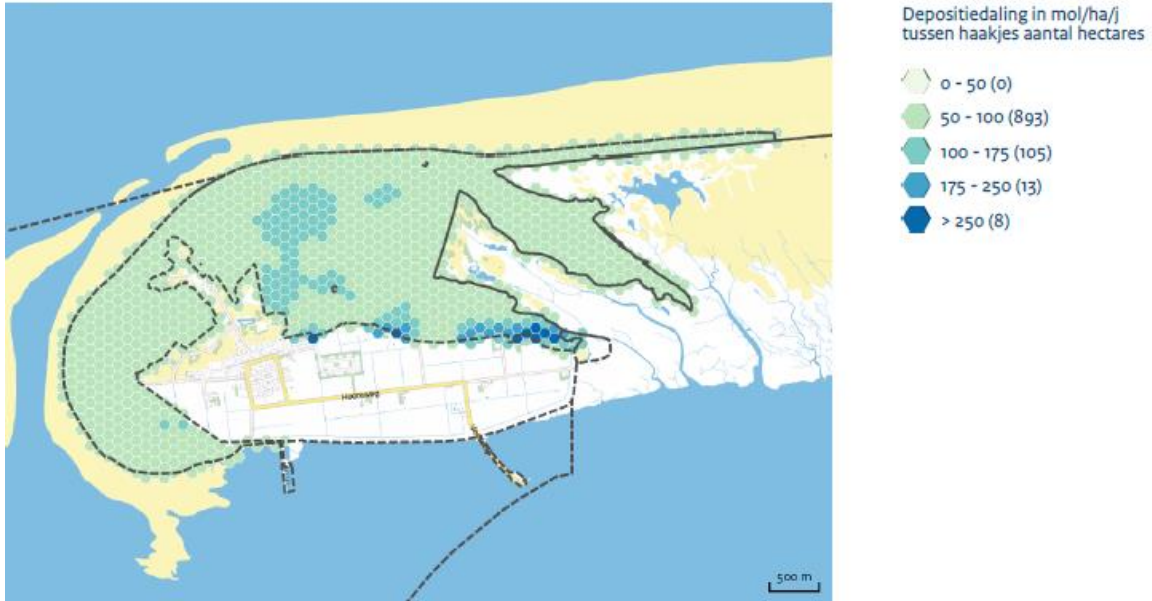 Depositiedaling in mol/ha/j
tussen haakjes aantal hectares
0 - 50 (0)
50 - 100 (893)
100 - 175 (105)
175 - 250 (13)
> 250 (8)
500 m